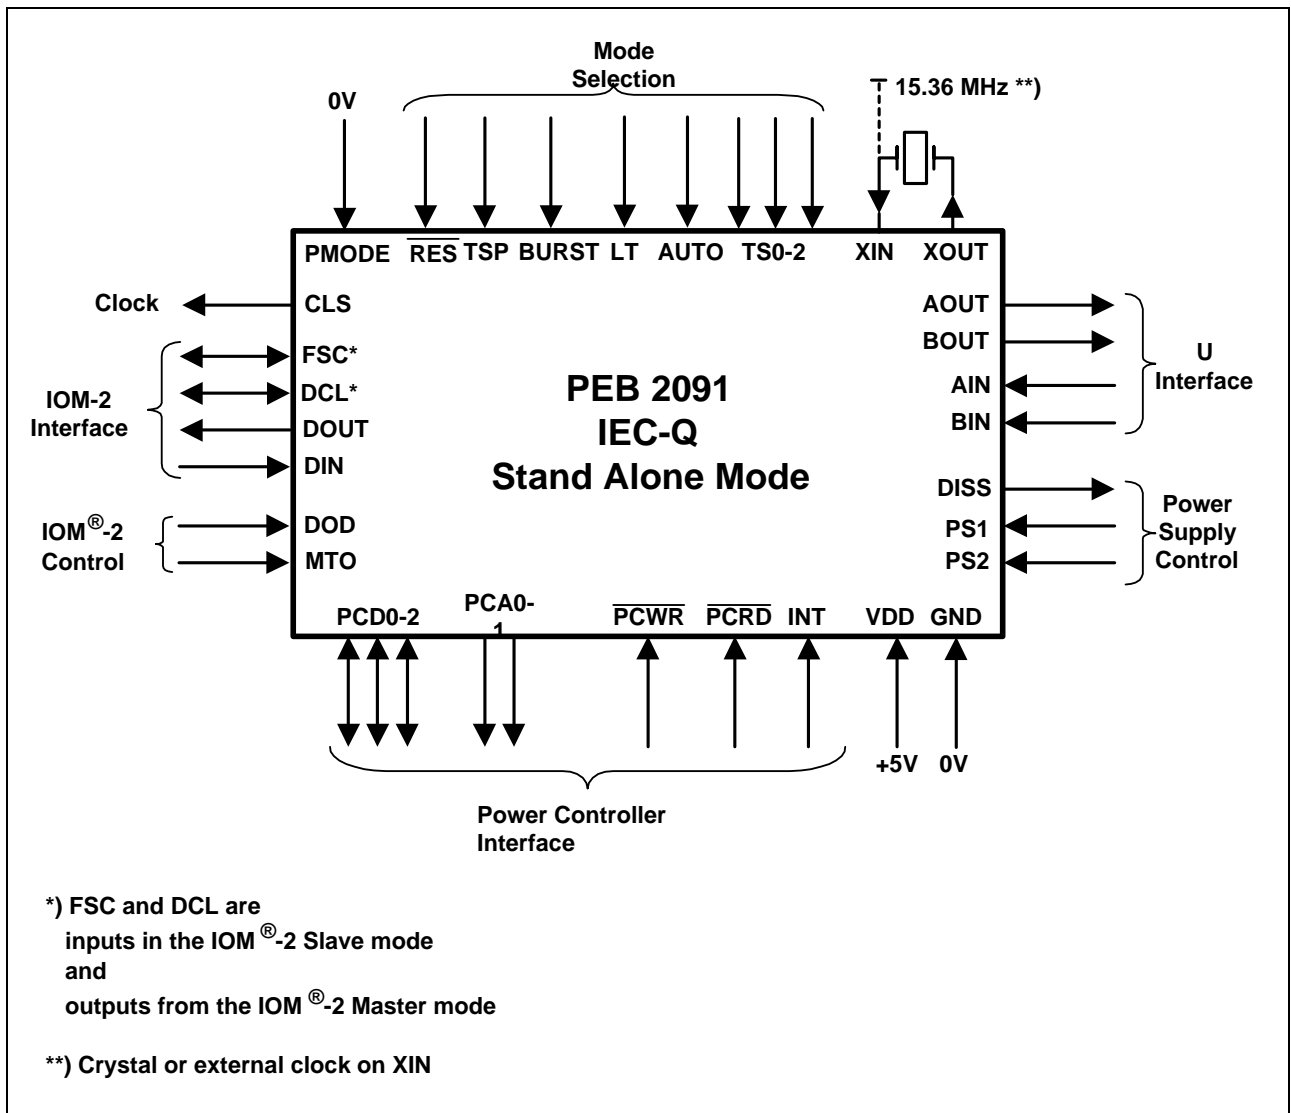 Mode
Selection
15.36 MHz **)
0V
PMODE RES TSP BURST LT AUTO TS0-2 XIN XOUT
Clock
CLS
FSC*
DCL*
DOUT
DIN
IOM-2
Interface
DOD
MTO
IOM®-2
Control
PEB 2091
IEC-Q
Stand Alone Mode
AOUT
BOUT
AIN
BIN
U
Interface
DISS
PS1
PS2
Power
Supply
Control
PCD0-2
PCA0-
1
PCWR PCRD INT VDD GND
+5V 0V
Power Controller
Interface
*) FSC and DCL are
inputs in the IOM ®-2 Slave mode
and
outputs from the IOM ®-2 Master mode
**) Crystal or external clock on XIN